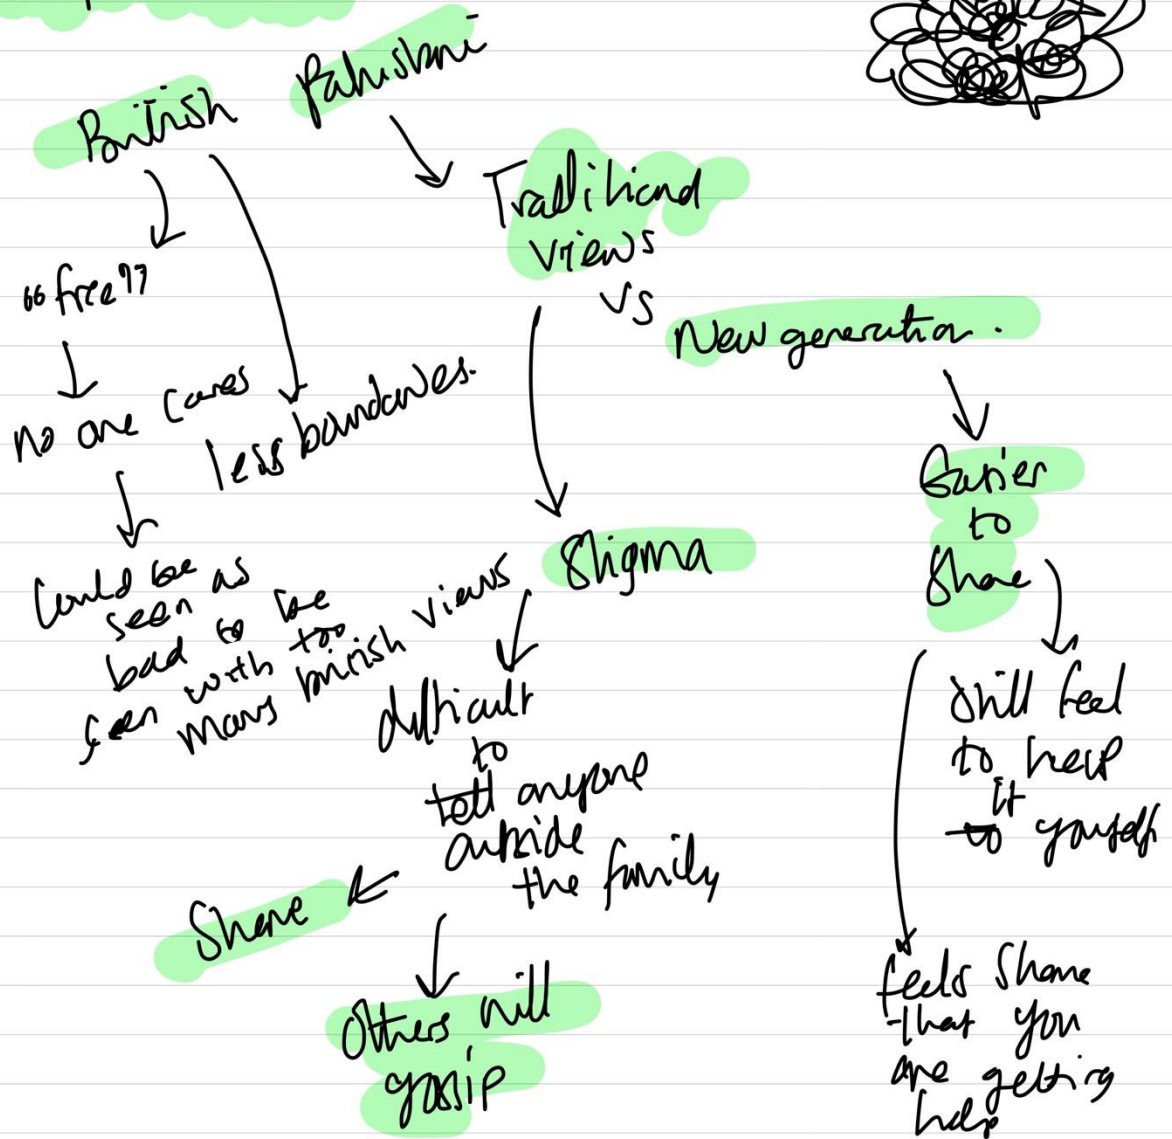 British
Pakistani
Traditional
views
vs
New generation.
"free"
no one cares
less boundaries.
Could be
seen as
bad to be
seen with too
many british views
Stigma
difficult
to
tell anyone
outside
the family
Shame
Others will
gossip
Easier
to
Share
still feel
to help
it
to yourself
feels shame
that you
are getting
help